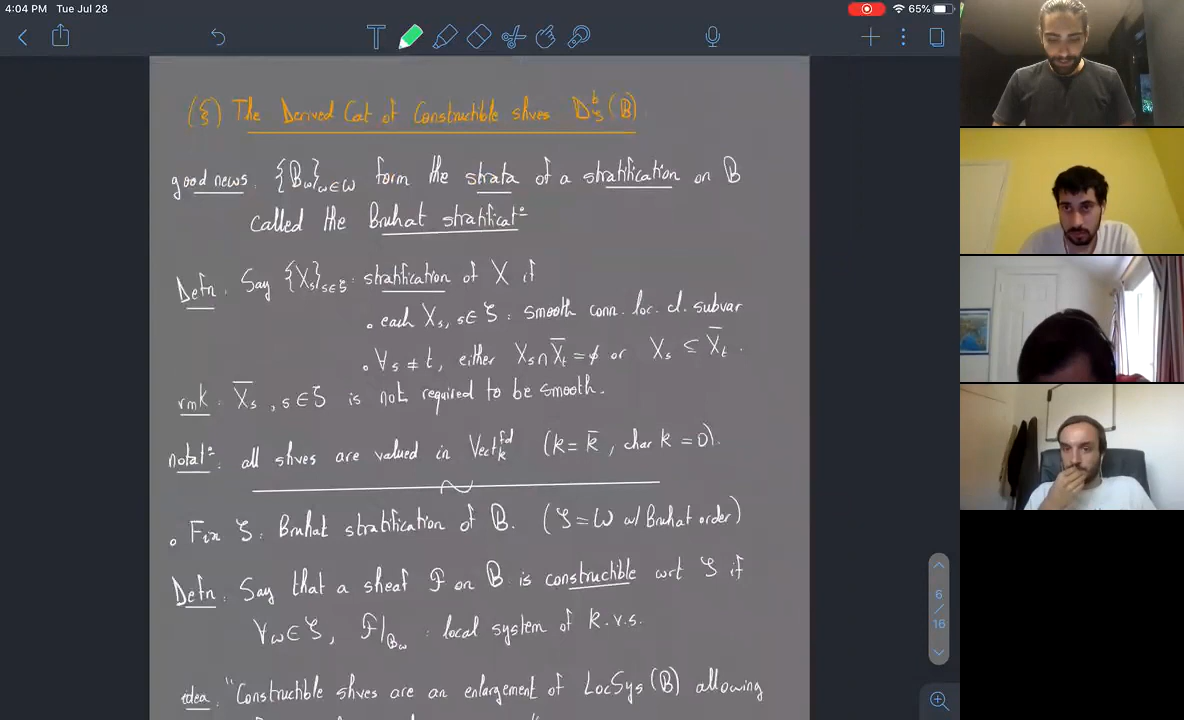 4:04 PM Tue Jul 28
65%
(§) The Derived Cat of Constructible shves D^b_S(B)
good news: {B_w}_{w∈W} form the strata of a stratification on B
called the Bruhat stratificat°
Defn: Say {X_s}_{s∈S}: stratification of X if
• each X_s, s∈S: smooth conn. loc. cl. subvar
• ∀s ≠ t, either X_s ∩ X̄_t = ∅ or X_s ⊆ X̄_t.
rmk: X̄_s, s∈S is not required to be smooth.
notat°: all shves are valued in Vect^{fd}_k (k = k̄, char k = 0).
• Fix S: Bruhat stratification of B. (S = W w/ Bruhat order)
Defn: Say that a sheaf F on B is constructible wrt S if
∀w∈S, F|_{B_w}: local system of k.v.s.
idea: "Constructible shves are an enlargement of LocSys(B) allowing
6
/
16